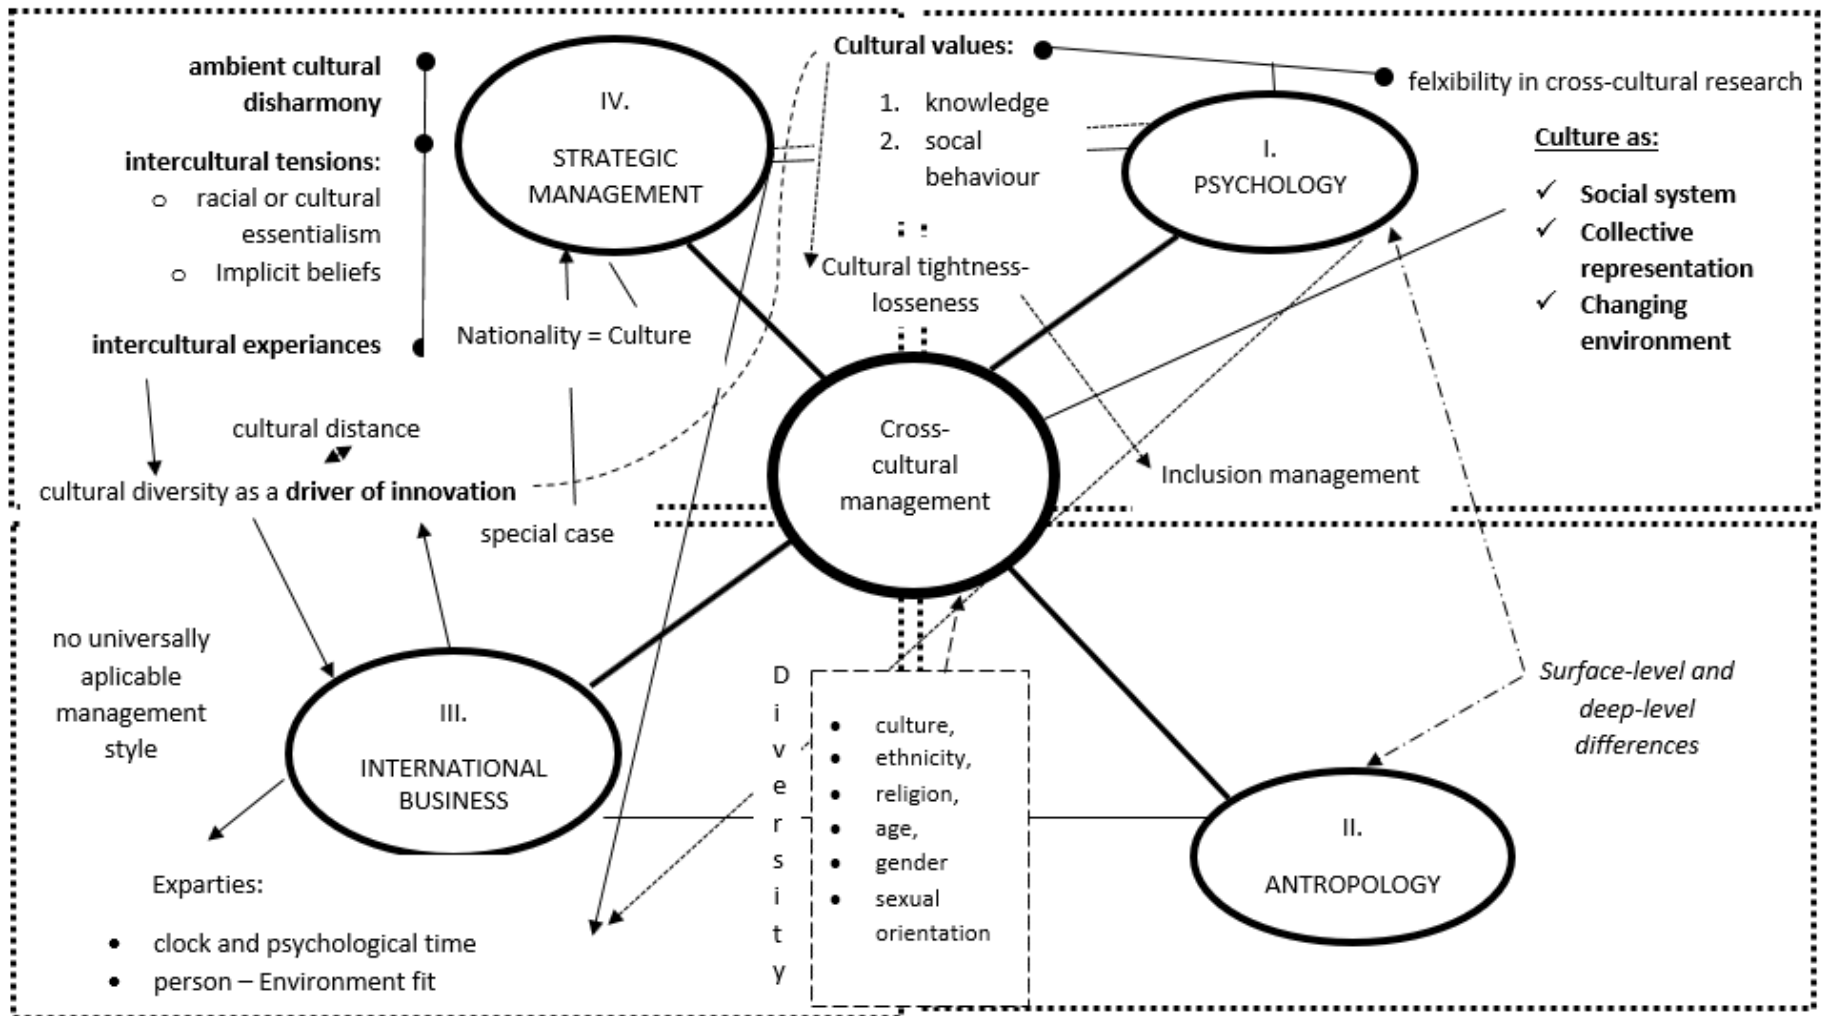 ambient cultural
disharmony
intercultural tensions:
o racial or cultural
essentialism
o Implicit beliefs
intercultural experiances
IV.
STRATEGIC
MANAGEMENT
Nationality = Culture
cultural distance
cultural diversity as a driver of innovation
special case
Cultural values:
1. knowledge
2. socal
behaviour
Cultural tightness-
losseness
felxibility in cross-cultural research
I.
PSYCHOLOGY
Culture as:
✓ Social system
✓ Collective
representation
✓ Changing
environment
Cross-
cultural
management
Inclusion management
no universally
aplicable
management
style
III.
INTERNATIONAL
BUSINESS
Exparties:
• clock and psychological time
• person – Environment fit
D
i
v
e
r
s
i
t
y
• culture,
• ethnicity,
• religion,
• age,
• gender
• sexual
orientation
Surface-level and
deep-level
differences
II.
ANTROPOLOGY